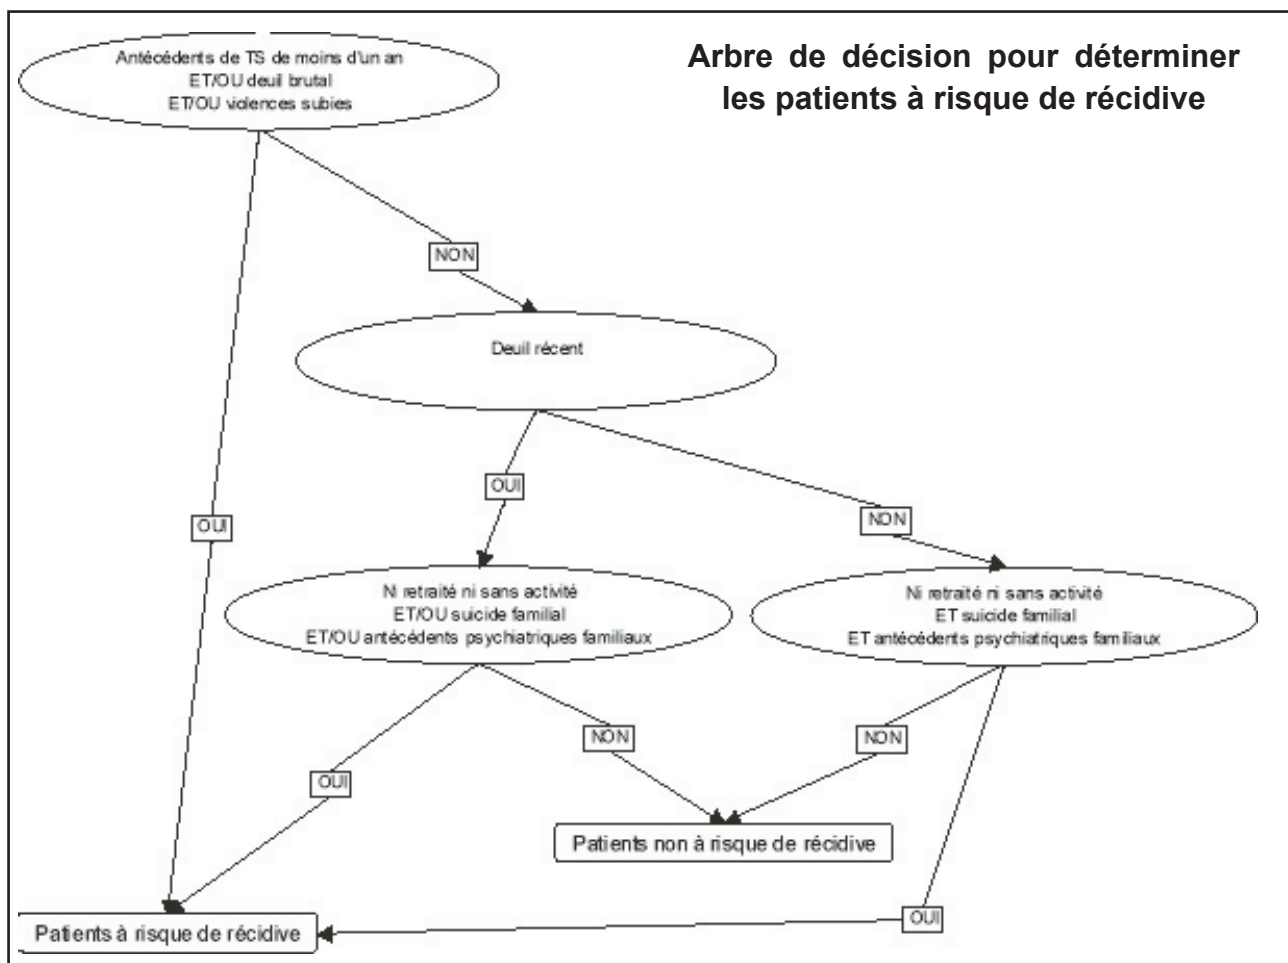 Arbre de décision pour déterminer
les patients à risque de récidive
Antécédents de TS de moins d'un an
ET/OU deuil brutal
ET/OU violences subies
NON
Deuil récent
OUI
OUI
NON
Ni retraité ni sans activité
ET/OU suicide familial
ET/OU antécédents psychiatriques familiaux
Ni retraité ni sans activité
ET suicide familial
ET antécédents psychiatriques familiaux
NON
NON
OUI
Patients non à risque de récidive
OUI
Patients à risque de récidive